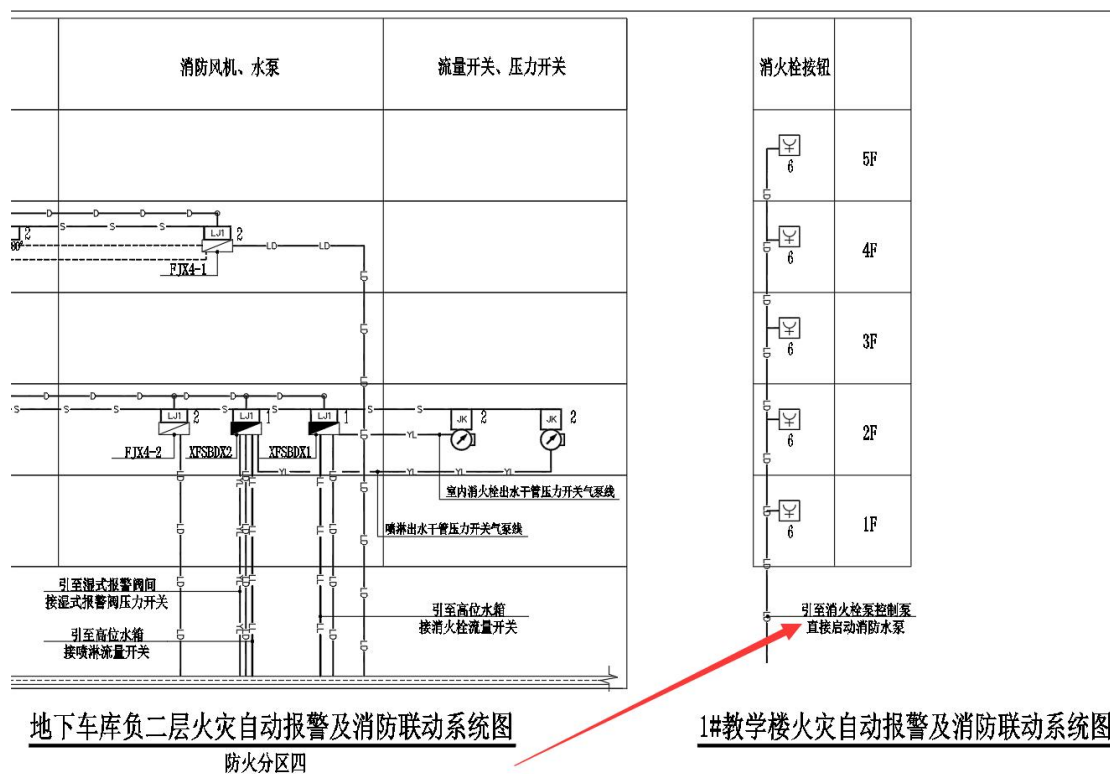 消防风机、水泵
流量开关、压力开关
消火栓按钮
6
5F
D D D D
S S S
LJ1
2
2
80°
LD LD
FJX4-1
6
4F
6
3F
D D D D D
S S S S S S
LJ1
2
LJ1
1
LJ1
1
JK
2
JK
2
YL
FJX4-2
XFSBDX2
XFSBDX1
6
2F
YL YL YL YL
室内消火栓出水干管压力开关气泵线
喷淋出水干管压力开关气泵线
6
1F
引至湿式报警阀间
接湿式报警阀压力开关
引至高位水箱
接喷淋流量开关
引至高位水箱
接消火栓流量开关
引至消火栓泵控制泵
直接启动消防水泵
地下车库负二层火灾自动报警及消防联动系统图
防火分区四
1#教学楼火灾自动报警及消防联动系统图